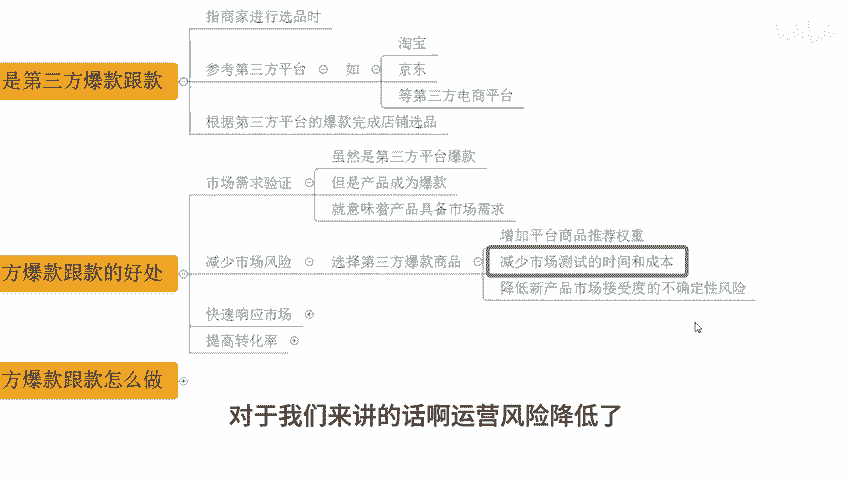 指商家进行选品时
淘宝
是第三方爆款跟款
参考第三方平台
如
京东
等第三方电商平台
根据第三方平台的爆款完成店铺选品
虽然是第三方平台爆款
市场需求验证
但是产品成为爆款
就意味着产品具备市场需求
增加平台商品推荐权重
方爆款跟款的好处
减少市场风险
选择第三方爆款商品
减少市场测试的时间和成本
降低新产品市场接受度的不确定性风险
快速响应市场
提高转化率
方爆款跟款怎么做
对于我们来讲的话啊运营风险降低了